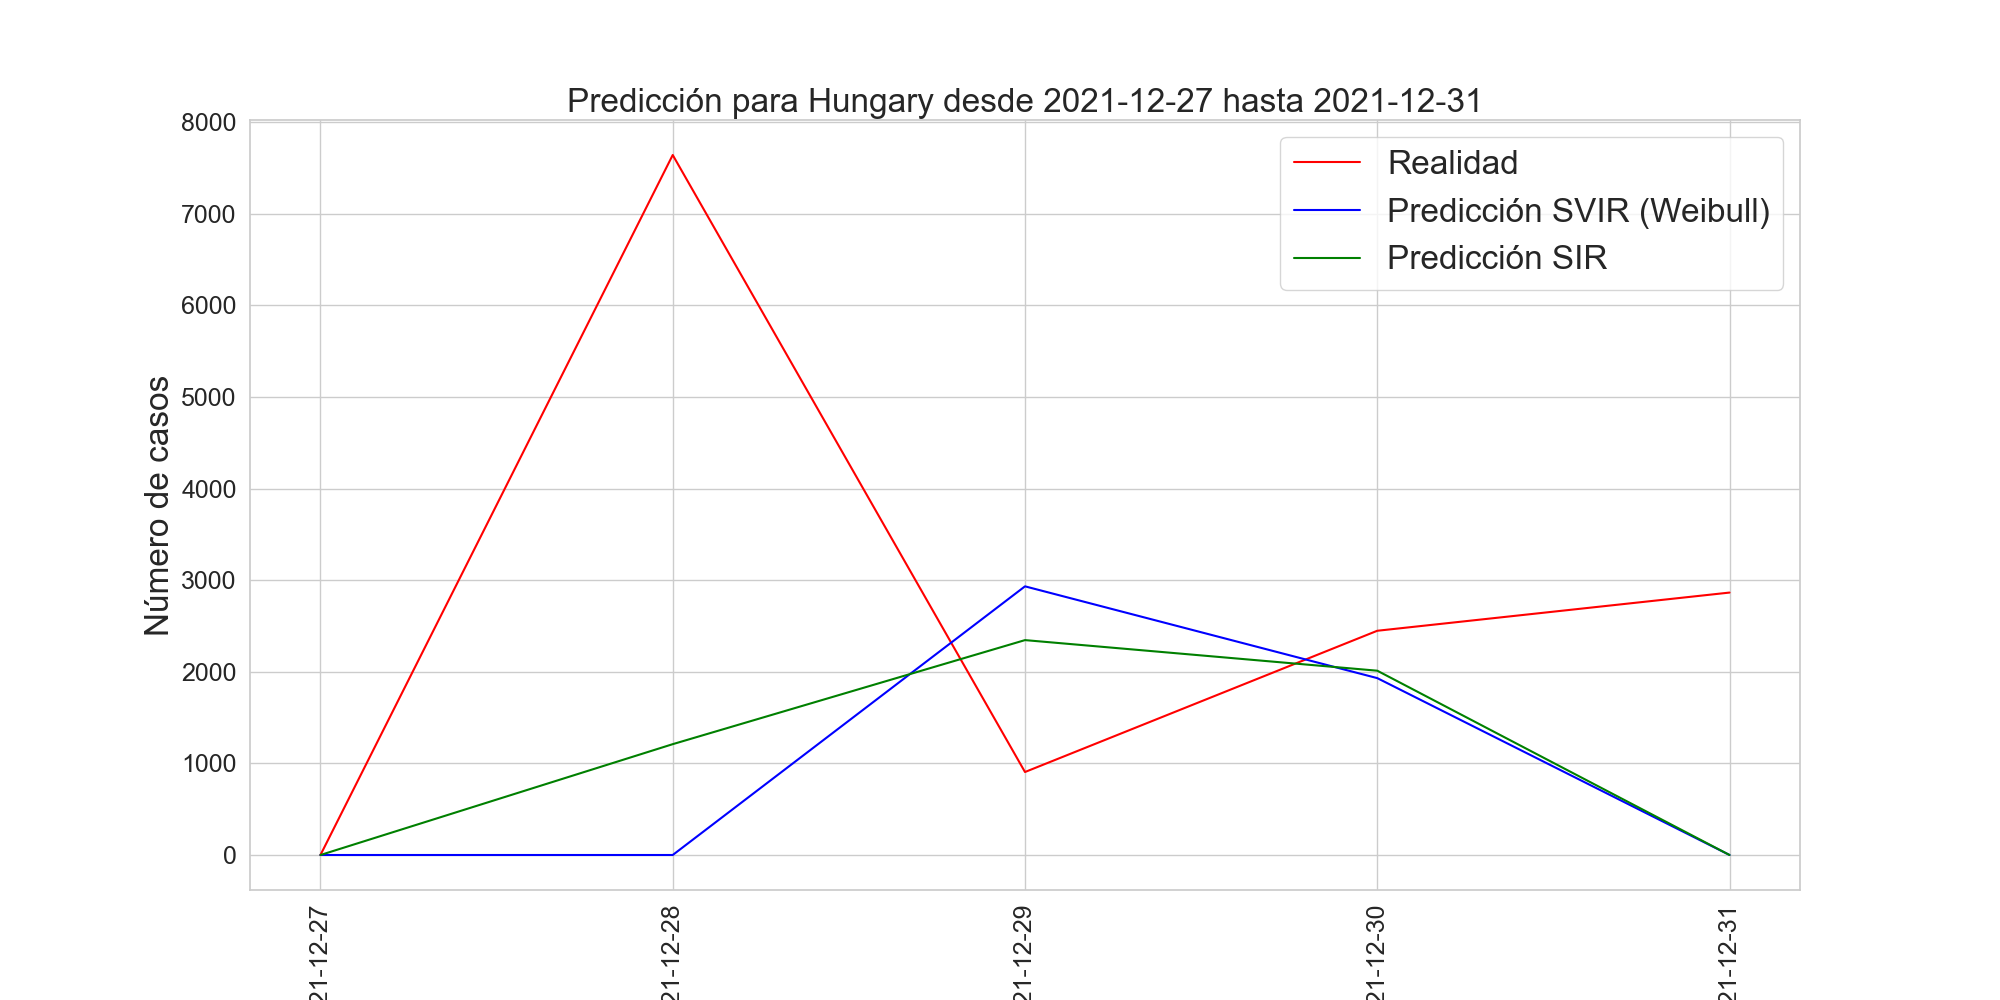 Predicción para Hungary desde 2021-12-27 hasta 2021-12-31
Realidad
Predicción SVIR (Weibull)
Predicción SIR
Número de casos
8000
7000
6000
5000
4000
3000
2000
1000
0
21-12-27
21-12-28
21-12-29
21-12-30
21-12-31